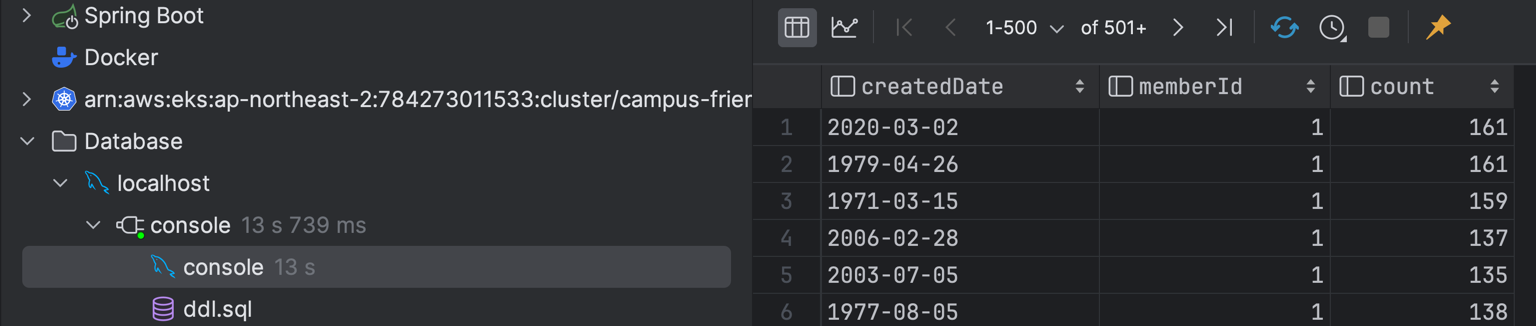 Spring Boot
Docker
arn:aws:eks:ap-northeast-2:784273011533:cluster/campus-frier
Database
localhost
console 13 s 739 ms
console 13 s
ddl.sql
1-500 of 501+
createdDate memberId count
1 2020-03-02 1 161
2 1979-04-26 1 161
3 1971-03-15 1 159
4 2006-02-28 1 137
5 2003-07-05 1 135
6 1977-08-05 1 138